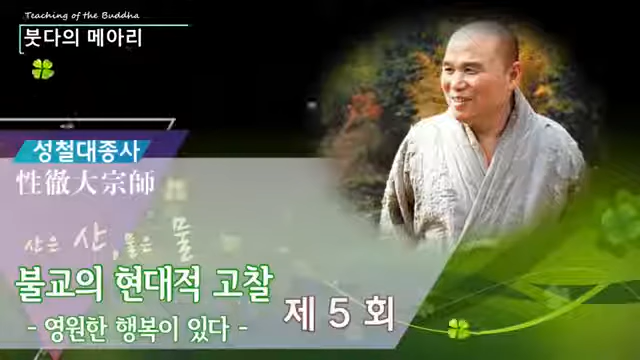 Teaching of the Buddha
붓다의 메아리
성철대종사
性徹大宗師
산은 산, 물은 물
불교의 현대적 고찰
- 영원한 행복이 있다 -
제 5 회